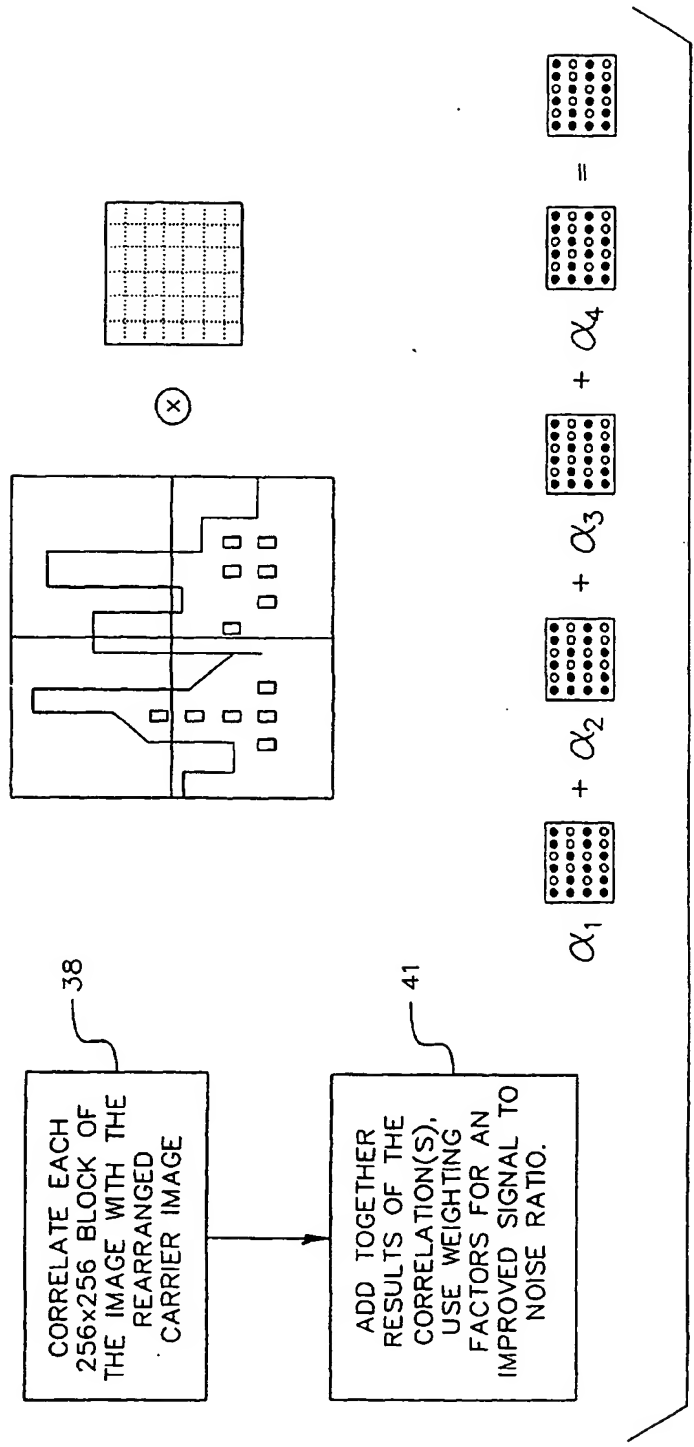 CORRELATE EACH
256x256 BLOCK OF
THE IMAGE WITH THE
REARRANGED
CARRIER IMAGE
38
ADD TOGETHER
RESULTS OF THE
CORRELATION(S),
USE WEIGHTING
FACTORS FOR AN
IMPROVED SIGNAL TO
NOISE RATIO.
41
x
α1 + α2 + α3 + α4 =